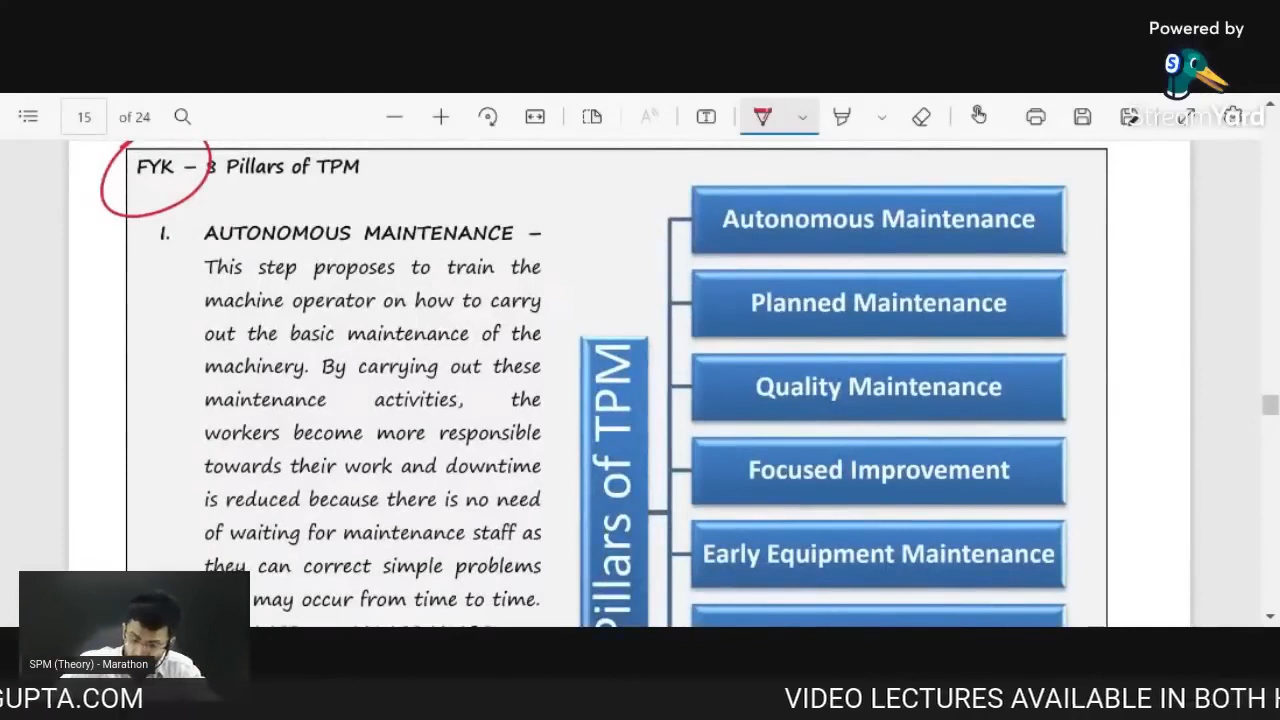 Powered by
S
StreamYard
15
of 24
FYK – 8 Pillars of TPM
I. AUTONOMOUS MAINTENANCE –
This step proposes to train the
machine operator on how to carry
out the basic maintenance of the
machinery. By carrying out these
maintenance activities, the
workers become more responsible
towards their work and downtime
is reduced because there is no need
of waiting for maintenance staff as
they can correct simple problems
may occur from time to time.
Pillars of TPM
Autonomous Maintenance
Planned Maintenance
Quality Maintenance
Focused Improvement
Early Equipment Maintenance
SPM (Theory) - Marathon
GUPTA.COM
VIDEO LECTURES AVAILABLE IN BOTH